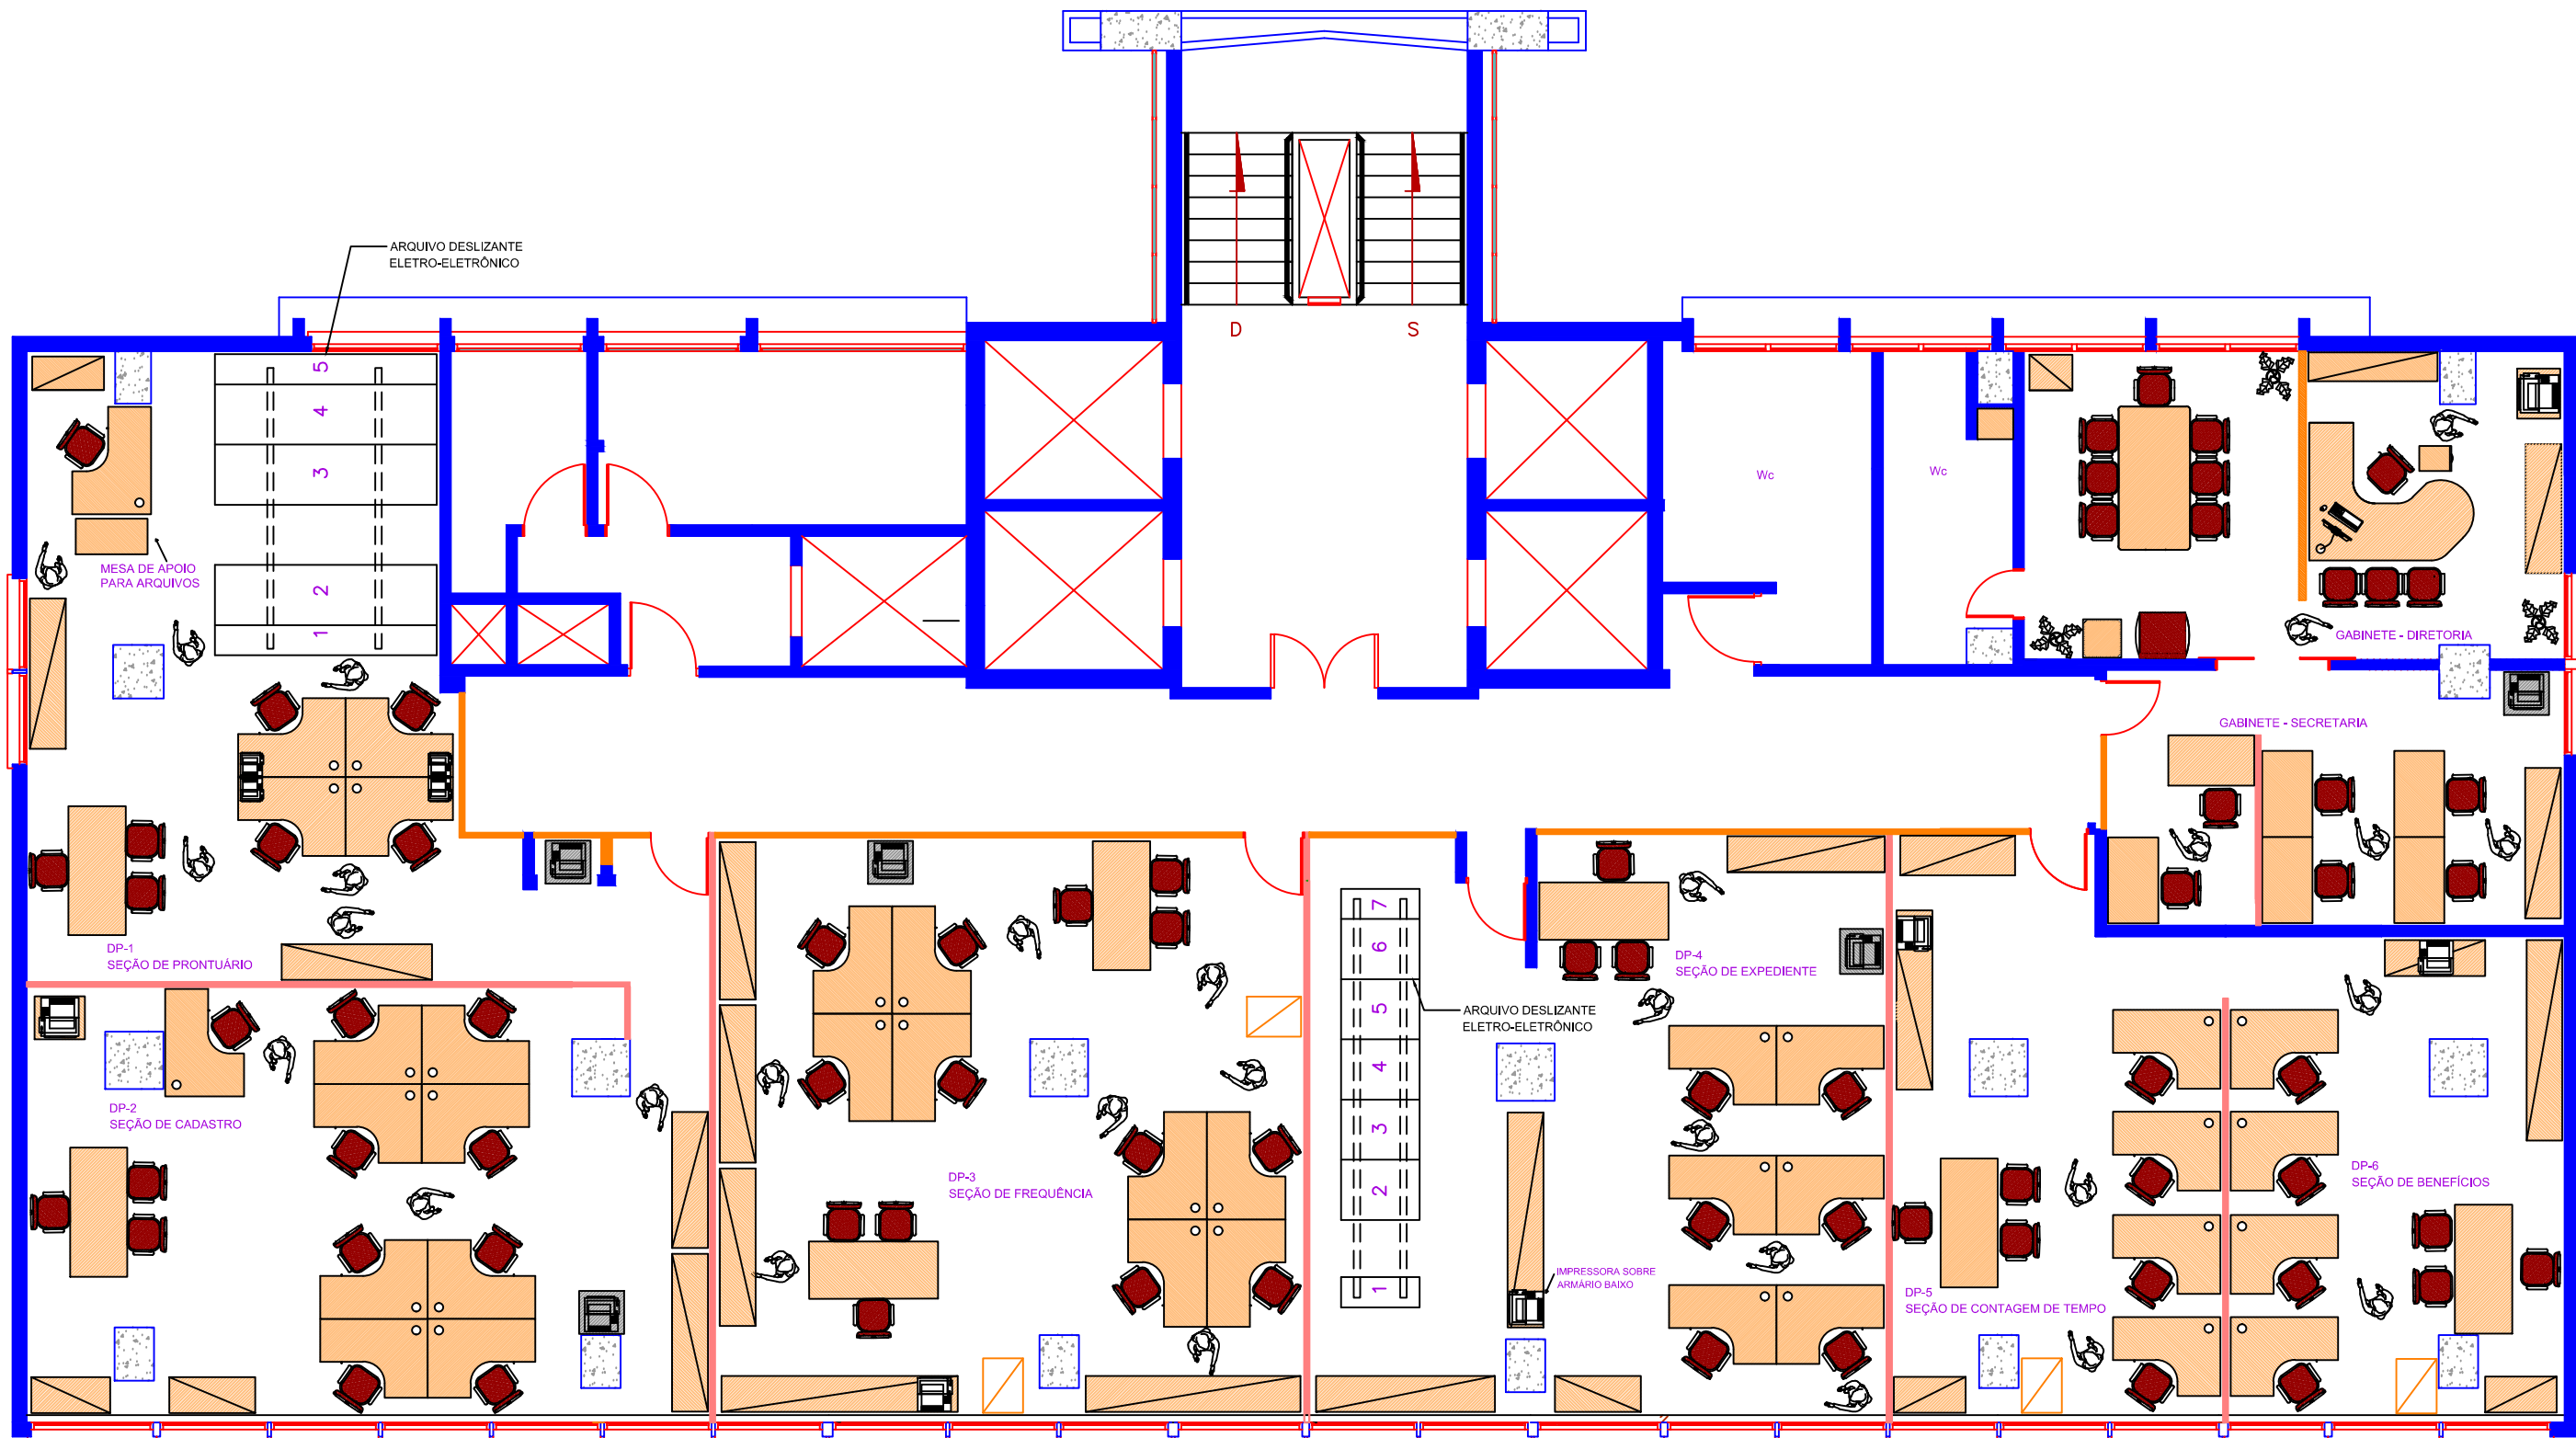 ARQUIVO DESLIZANTE
ELETRO-ELETRÔNICO
D
S
5
4
3
2
1
MESA DE APOIO
PARA ARQUIVOS
Wc
Wc
GABINETE - DIRETORIA
GABINETE - SECRETARIA
DP-1
SEÇÃO DE PRONTUÁRIO
DP-2
SEÇÃO DE CADASTRO
DP-3
SEÇÃO DE FREQUÊNCIA
7
6
5
4
3
2
1
ARQUIVO DESLIZANTE
ELETRO-ELETRÔNICO
DP-4
SEÇÃO DE EXPEDIENTE
IMPRESSORA SOBRE
ARMÁRIO BAIXO
DP-5
SEÇÃO DE CONTAGEM DE TEMPO
DP-6
SEÇÃO DE BENEFÍCIOS